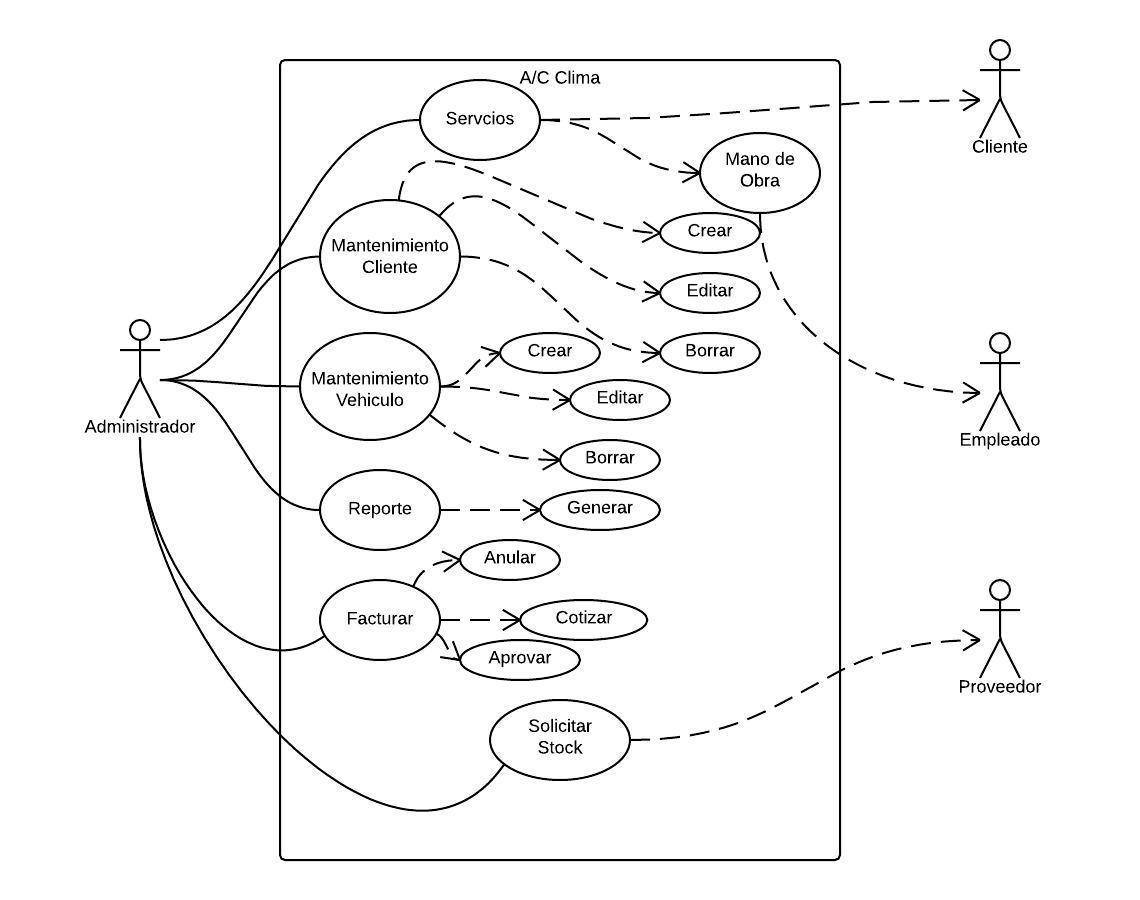 A/C Clima
Servcios
Cliente
Mano de
Obra
Crear
Mantenimiento
Cliente
Editar
Borrar
Crear
Mantenimiento
Vehiculo
Editar
Administrador
Empleado
Borrar
Reporte
Generar
Anular
Facturar
Cotizar
Aprovar
Proveedor
Solicitar
Stock